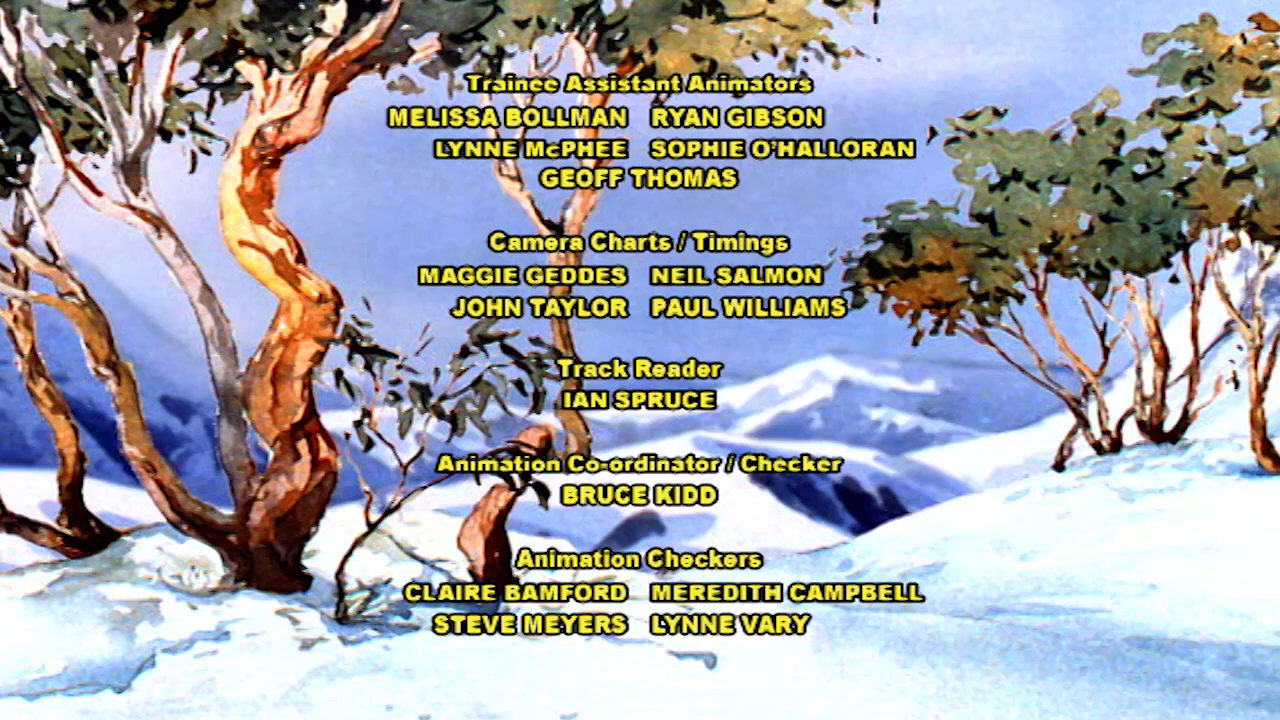 Trainee Assistant Animators
MELISSA BOLLMAN RYAN GIBSON
LYNNE McPHEE SOPHIE O'HALLORAN
GEOFF THOMAS
Camera Charts / Timings
MAGGIE GEDDES NEIL SALMON
JOHN TAYLOR PAUL WILLIAMS
Track Reader
IAN SPRUCE
Animation Co-ordinator / Checker
BRUCE KIDD
Animation Checkers
CLAIRE BAMFORD MEREDITH CAMPBELL
STEVE MEYERS LYNNE VARY